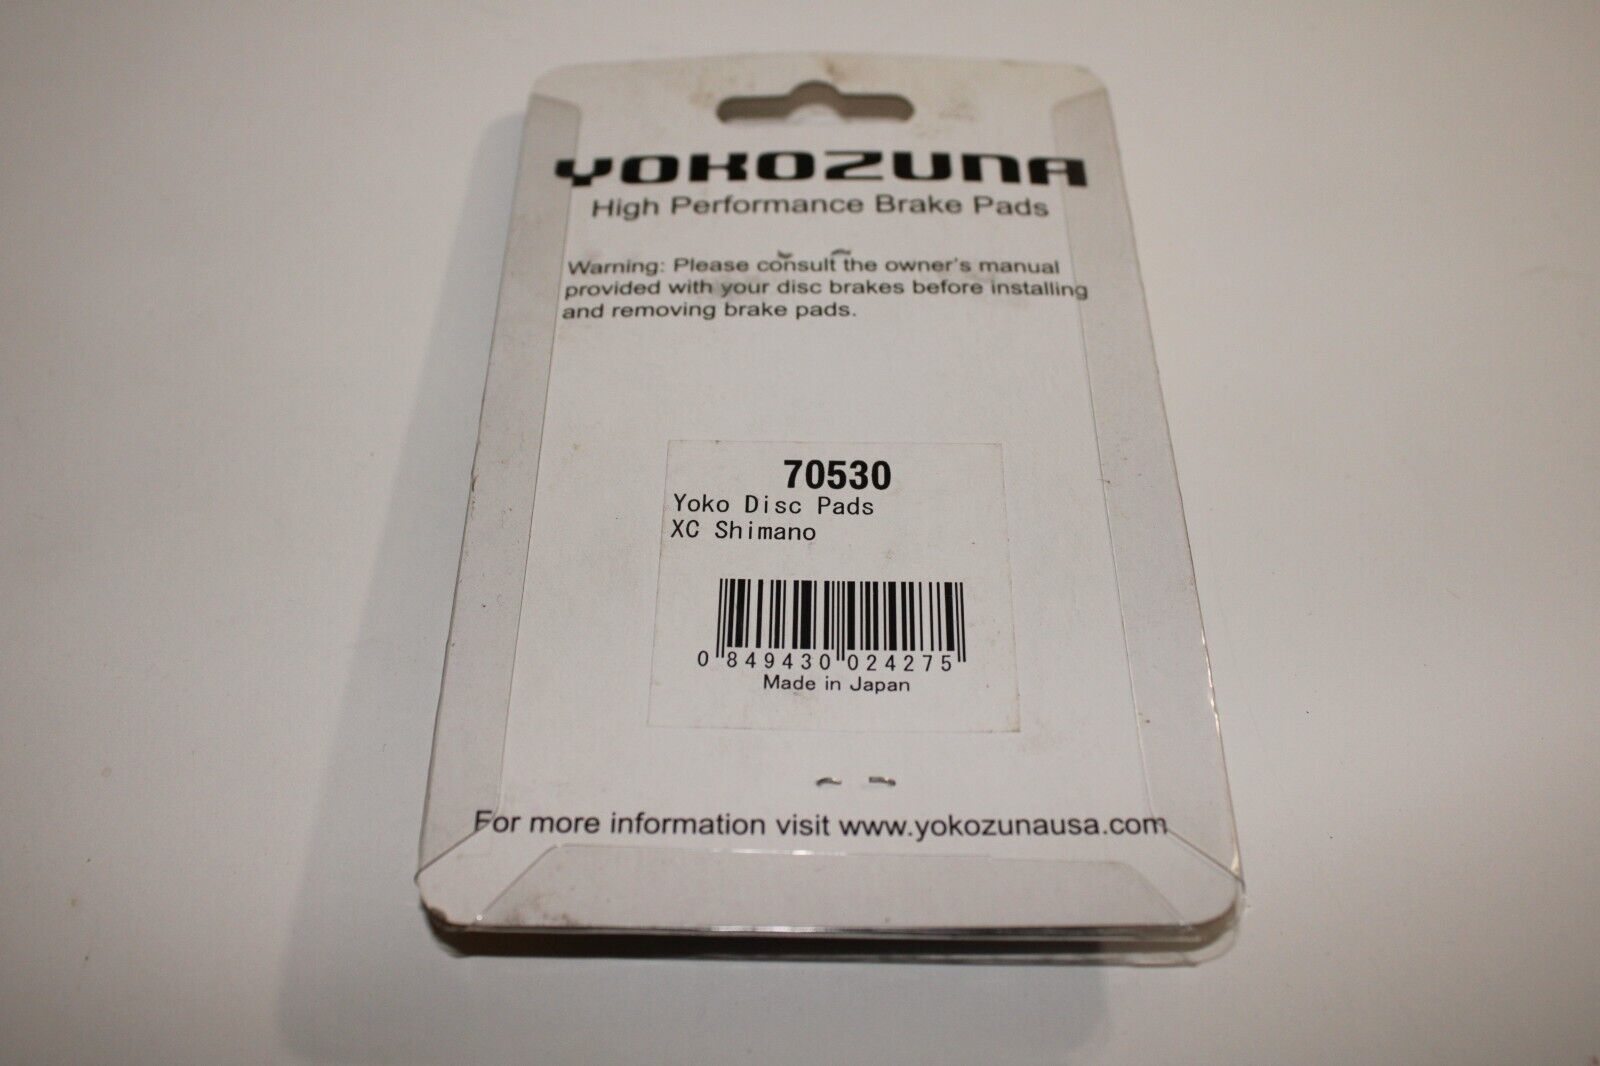 YOKOZUNA
High Performance Brake Pads
Warning: Please consult the owner's manual
provided with your disc brakes before installing
and removing brake pads.
70530
Yoko Disc Pads
XC Shimano
0 849430 024275
Made in Japan
For more information visit www.yokozunausa.com